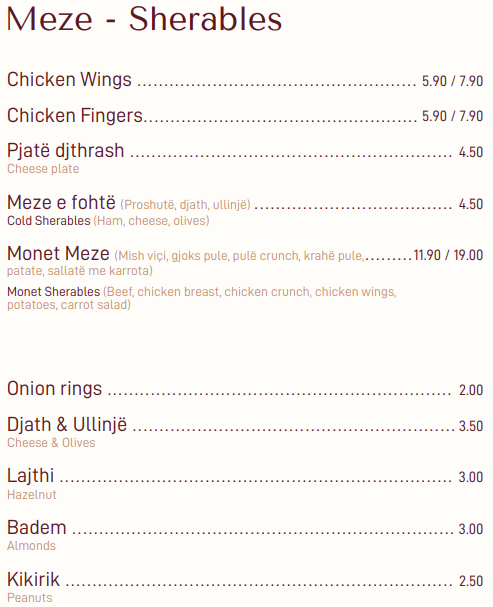 Meze - Sherables
Chicken Wings ................................................... 5.90 / 7.90
Chicken Fingers.................................................. 5.90 / 7.90
Pjatë djthrash ........................................................... 4.50
Cheese plate
Meze e fohtë (Proshutë, djath, ullinjë) .................................... 4.50
Cold Sherables (Ham, cheese, olives)
Monet Meze (Mish viçi, gjoks pule, pulë crunch, krahë pule,.........11.90 / 19.00
patate, sallatë me karrota)
Monet Sherables (Beef, chicken breast, chicken crunch, chicken wings,
potatoes, carrot salad)
Onion rings ............................................................... 2.00
Djath & Ullinjë ........................................................... 3.50
Cheese & Olives
Lajthi ........................................................................ 3.00
Hazelnut
Badem ...................................................................... 3.00
Almonds
Kikirik ....................................................................... 2.50
Peanuts